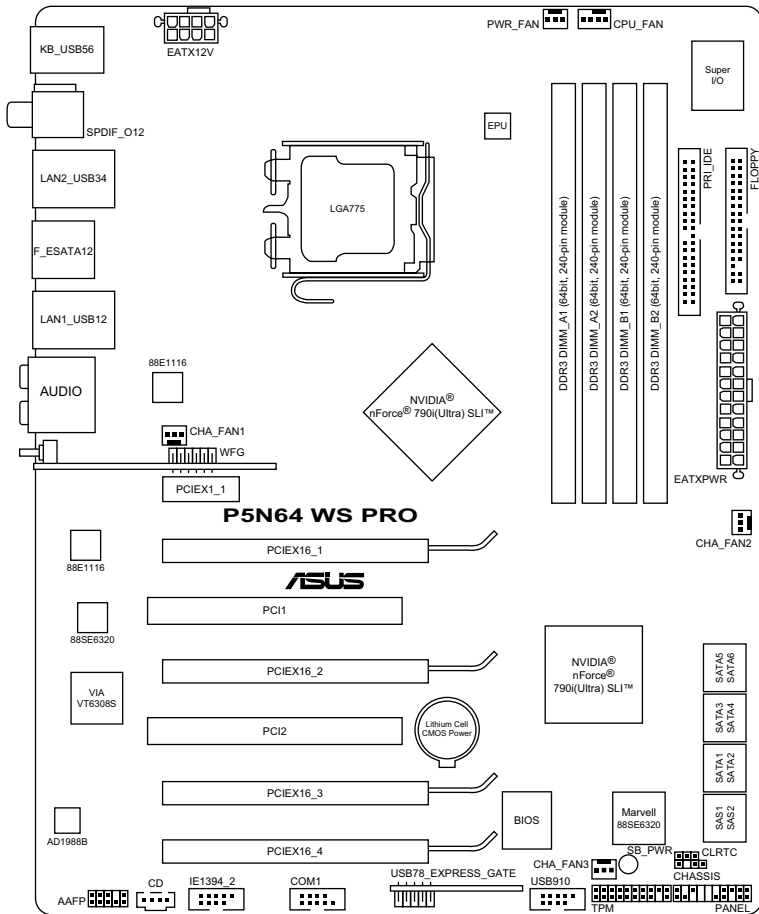 PWR_FAN
CPU_FAN
KB_USB56
EATX12V
Super
I/O
SPDIF_O12
EPU
PRI_IDE
FLOPPY
LAN2_USB34
LGA775
DDR3 DIMM_A1 (64bit, 240-pin module)
DDR3 DIMM_A2 (64bit, 240-pin module)
DDR3 DIMM_B1 (64bit, 240-pin module)
DDR3 DIMM_B2 (64bit, 240-pin module)
F_ESATA12
LAN1_USB12
88E1116
AUDIO
NVIDIA®
nForce® 790i(Ultra) SLI™
CHA_FAN1
WFG
EATXPWR
PCIEX1_1
P5N64 WS PRO
CHA_FAN2
PCIEX16_1
88E1116
ASUS
PCI1
88SE6320
NVIDIA®
nForce®
790i(Ultra) SLI™
SATA5
SATA6
PCIEX16_2
VIA
VT6308S
SATA3
SATA4
PCI2
Lithium Cell
CMOS Power
SATA1
SATA2
PCIEX16_3
BIOS
Marvell
88SE6320
SAS1
SAS2
AD1988B
PCIEX16_4
SB_PWR
CLRTC
CHA_FAN3
CHASSIS
USB78_EXPRESS_GATE
AAFP
CD
IE1394_2
COM1
USB910
TPM
PANEL